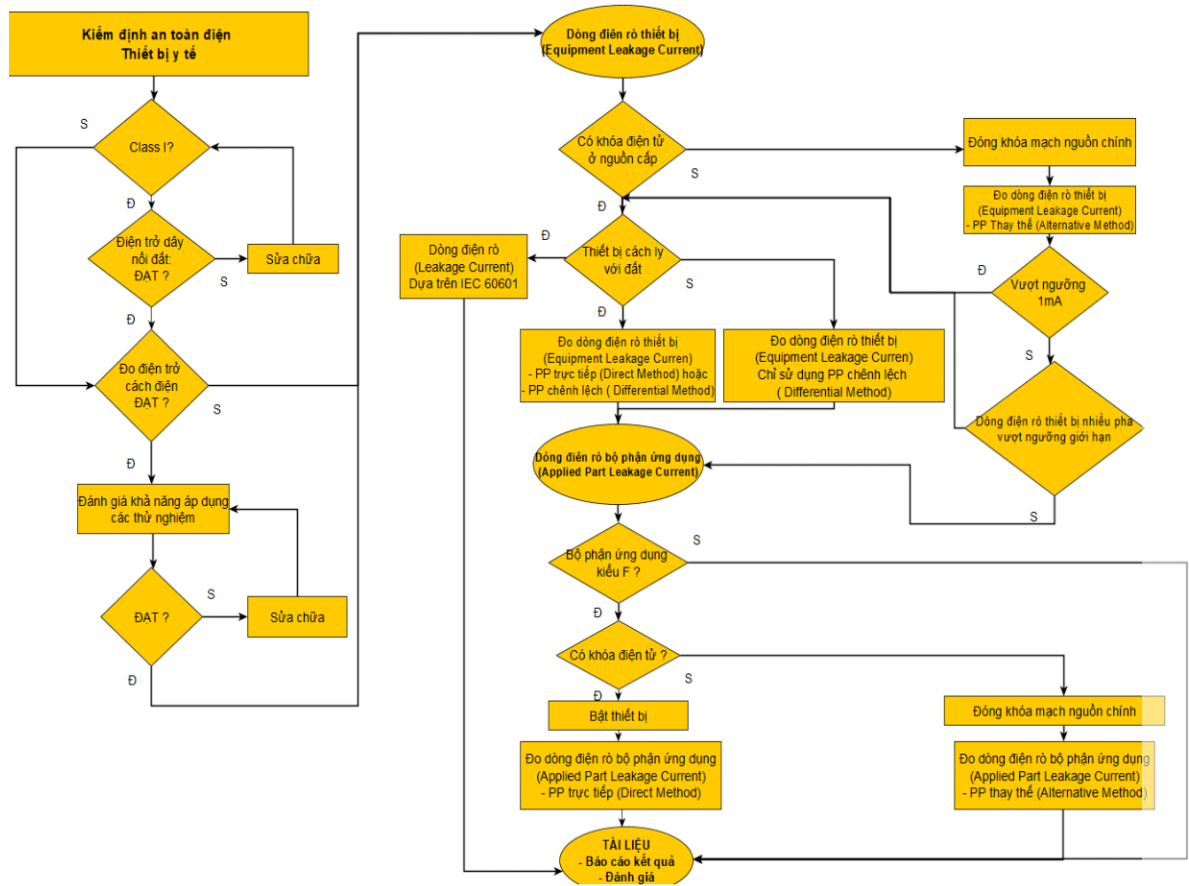 Kiểm định an toàn điện
Thiết bị y tế
S
Class I?
Đ
Điện trở dây
nối đất:
ĐẠT ?
S
Sửa chữa
Đ
Đo điện trở
cách điện
ĐẠT ?
S
Đ
Đánh giá khả năng áp dụng
các thử nghiệm
ĐẠT ?
S
Sửa chữa
Đ
Dòng điên rò thiết bị
(Equipment Leakage Current)
Có khóa điện tử
ở nguồn cấp
S
Đ
Đóng khóa mạch nguồn chính
Đo dòng điện rò thiết bị
(Equipment Leakage Current)
- PP Thay thế (Alternative Method)
Đ
Vượt ngưỡng
1mA
S
Dòng điện rò thiết bị nhiều pha
vượt ngưỡng giới hạn
S
Dòng điện rò
(Leakage Current)
Dựa trên IEC 60601
Đ
Thiết bị cách ly
với đất
S
Đ
Đo dòng điện rò thiết bị
(Equipment Leakage Curren)
- PP trực tiếp (Direct Method) hoặc
- PP chênh lệch ( Differential Method)
Đo dòng điện rò thiết bị
(Equipment Leakage Curren)
Chỉ sử dụng PP chênh lệch
( Differential Method)
Dòng điên rò bộ phận ứng dụng
(Applied Part Leakage Current)
Bộ phận ứng dụng
kiểu F ?
S
Đ
Có khóa điện tử ?
S
Đ
Bật thiết bị
Đo dòng điện rò bộ phận ứng dụng
(Applied Part Leakage Current)
- PP trực tiếp (Direct Method)
Đóng khóa mạch nguồn chính
Đo dòng điện rò bộ phận ứng dụng
(Applied Part Leakage Current)
- PP thay thế (Alternative Method)
TÀI LIỆU
- Báo cáo kết quả
- Đánh giá